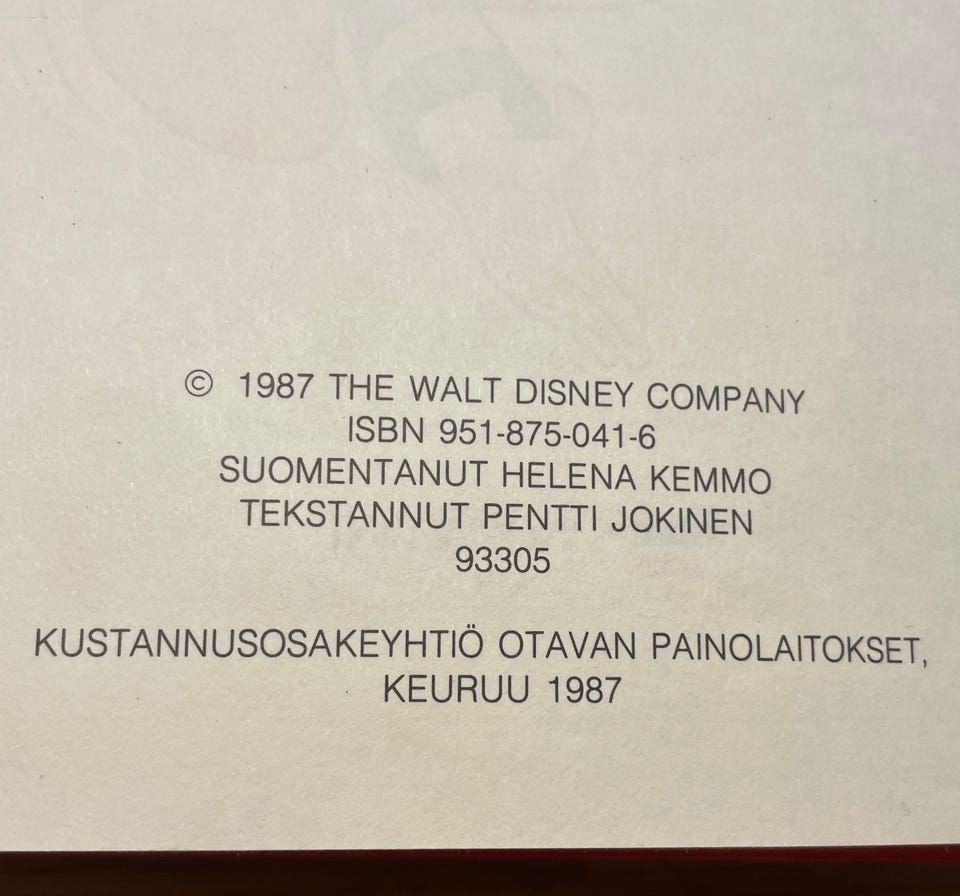 © 1987 THE WALT DISNEY COMPANY
ISBN 951-875-041-6
SUOMENTANUT HELENA KEMMO
TEKSTANNUT PENTTI JOKINEN
93305
KUSTANNUSOSAKEYHTIÖ OTAVAN PAINOLAITOKSET,
KEURUU 1987